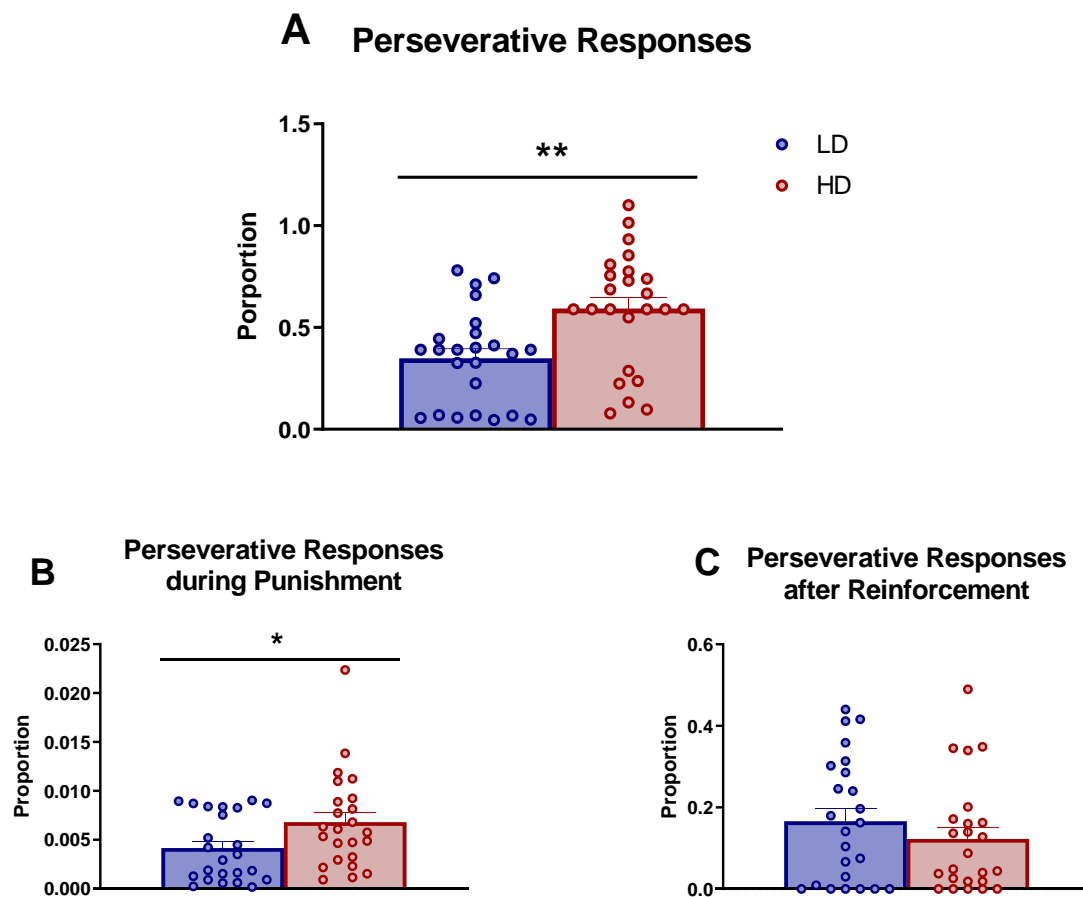 A Perseverative Responses
1.5
1.0
0.5
0.0
Porportion
**
LD
HD
B
Perseverative Responses
during Punishment
0.025
0.020
0.015
0.010
0.005
0.000
Proportion
*
C
Perseverative Responses
after Reinforcement
0.6
0.4
0.2
0.0
Proportion